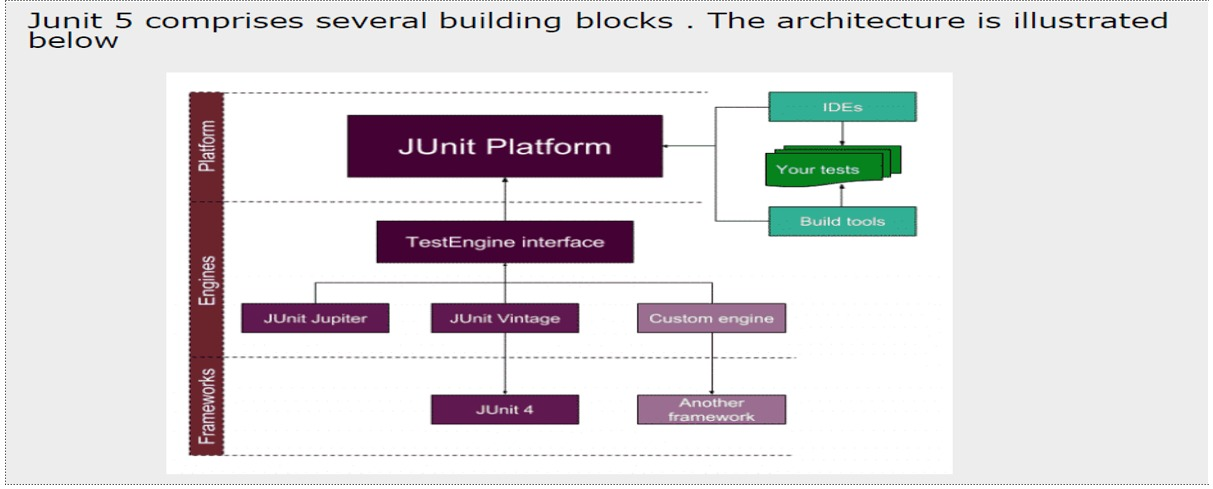 Junit 5 comprises several building blocks . The architecture is illustrated
below
Platform
JUnit Platform
IDEs
Your tests
Build tools
Engines
TestEngine interface
JUnit Jupiter
JUnit Vintage
Custom engine
Frameworks
JUnit 4
Another
framework